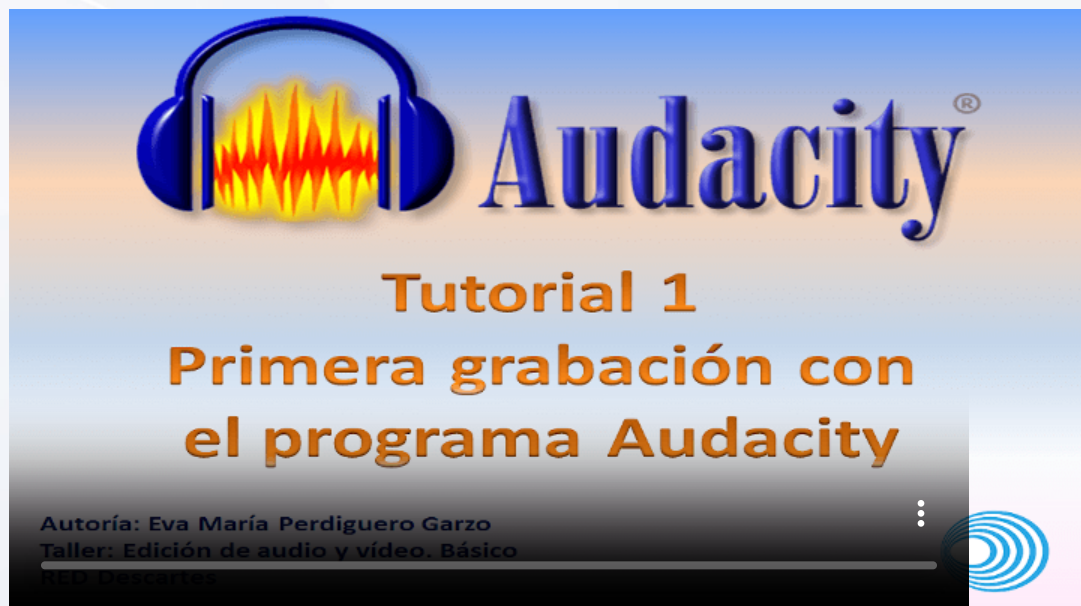 Audacity®
Tutorial 1
Primera grabación con
el programa Audacity
Autoría: Eva María Perdiguero Garzo
Taller: Edición de audio y vídeo. Básico
RED Descartes